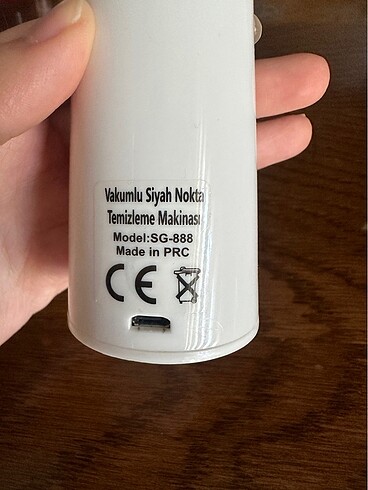 Vakumlu Siyah Nokta
Temizleme Makinası
Model:SG-888
Made in PRC
CE